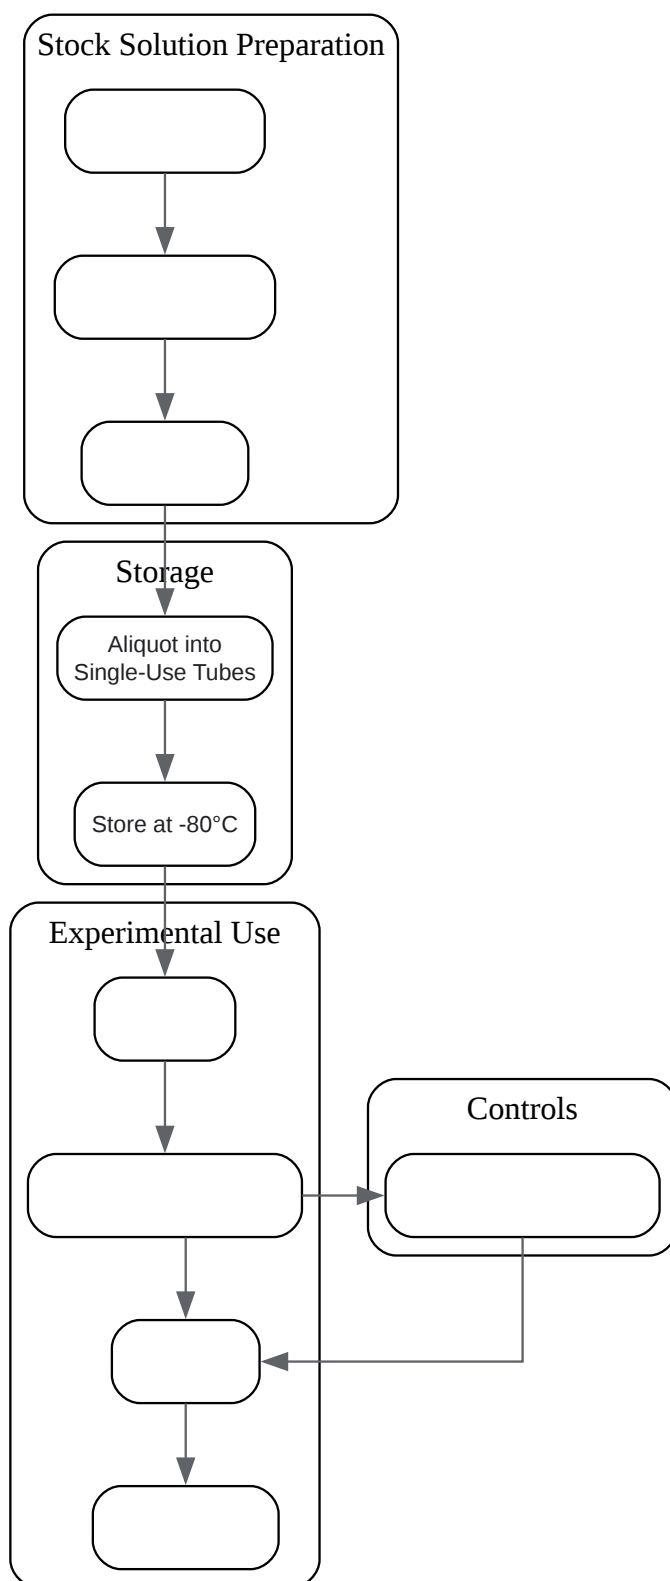 Stock Solution Preparation
Storage
Aliquot into
Single-Use Tubes
Store at -80°C
Experimental Use
Controls